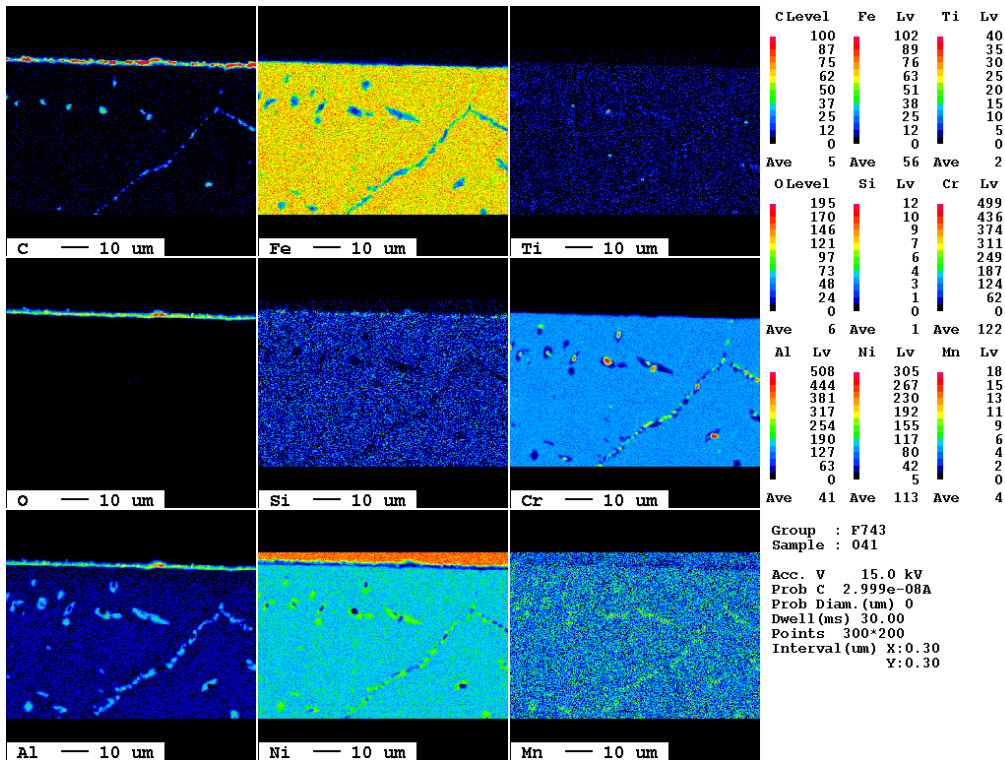 C Level Fe Lv Ti Lv
100 102 40
87 89 35
75 76 30
62 63 25
50 51 20
37 38 15
25 25 10
12 12 5
0 0 0
Ave 5 Ave 56 Ave 2
C 10 um Fe 10 um Ti 10 um
O Level Si Lv Cr Lv
195 12 499
170 10 436
146 9 374
121 7 311
97 6 249
73 4 187
48 3 124
24 1 62
0 0 0
Ave 6 Ave 1 Ave 122
O 10 um Si 10 um Cr 10 um
Al Lv Ni Lv Mn Lv
508 305 18
444 267 15
381 230 13
317 192 11
254 155 9
190 117 6
127 80 4
63 42 2
0 5 0
Ave 41 Ave 113 Ave 4
Group : F743
Sample : 041
Acc. V 15.0 kV
Prob C 2.999e-08A
Prob Diam.(um) 0
Dwell(ms) 30.00
Points 300*200
Interval(um) X:0.30
Y:0.30
Al 10 um Ni 10 um Mn 10 um